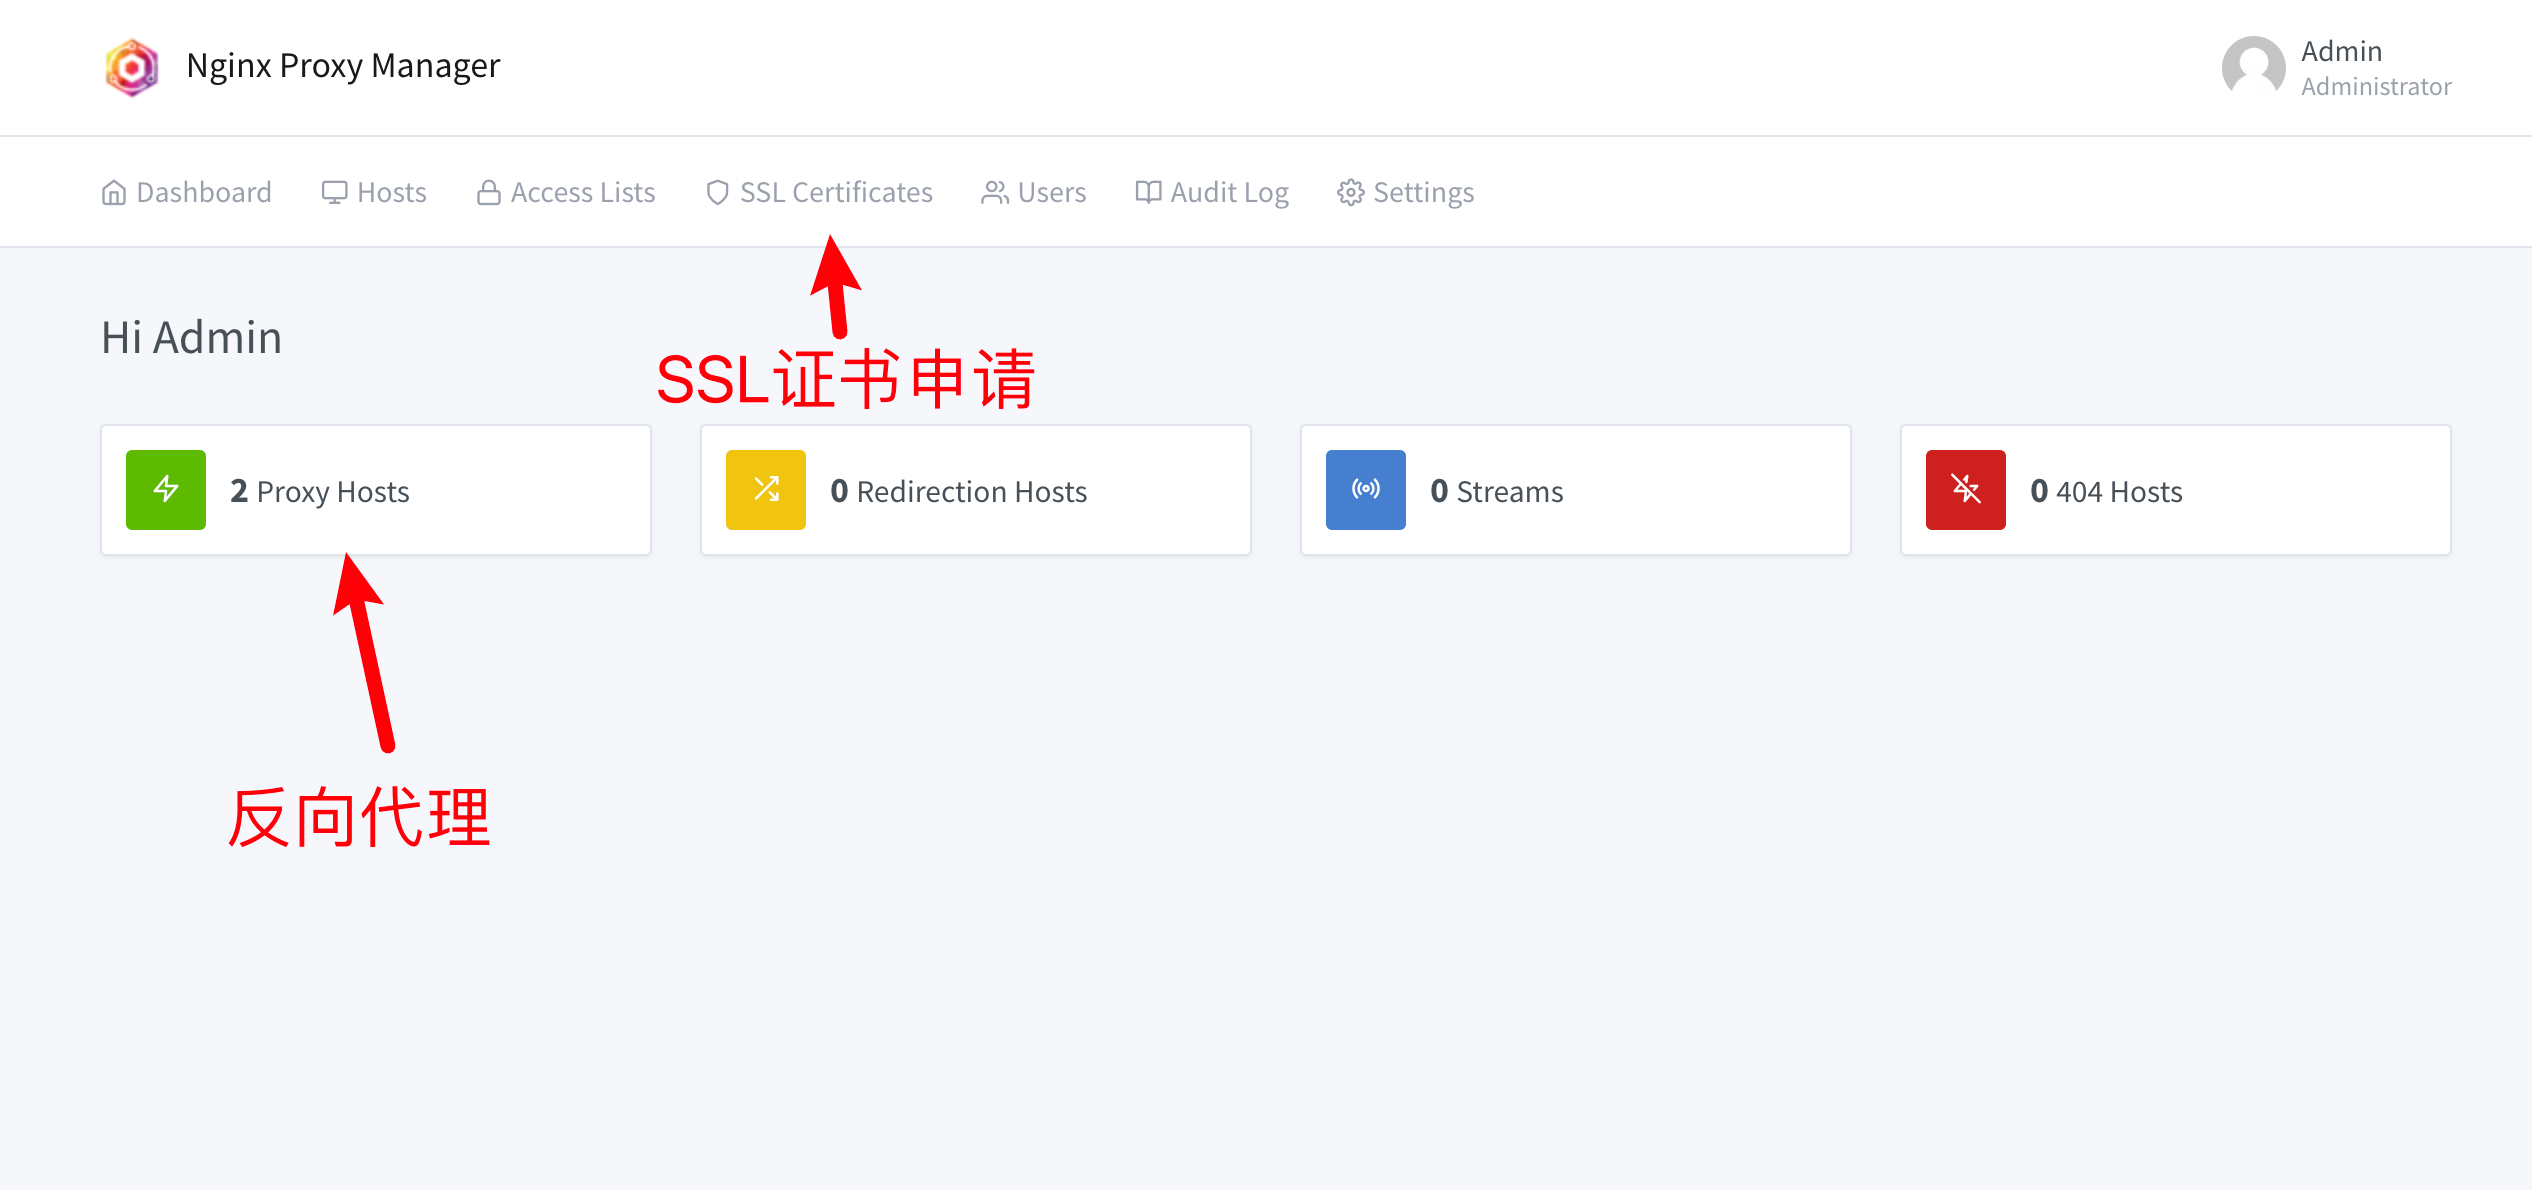 Nginx Proxy Manager
Admin
Administrator
Dashboard Hosts Access Lists SSL Certificates Users Audit Log Settings
Hi Admin
SSL证书申请
2 Proxy Hosts
0 Redirection Hosts
0 Streams
0 404 Hosts
反向代理